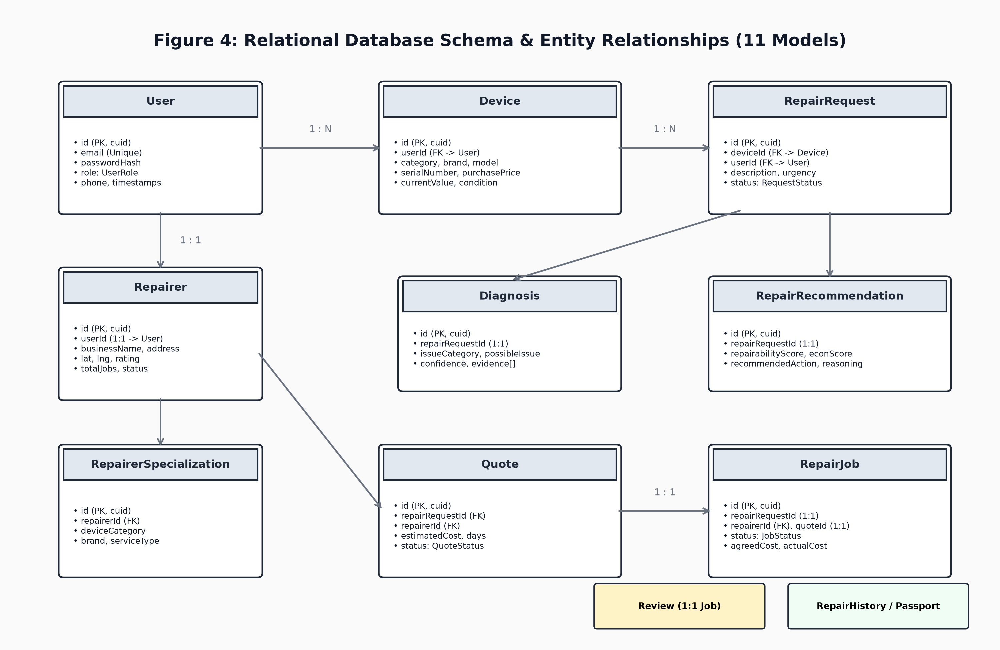 Figure 4: Relational Database Schema & Entity Relationships (11 Models)
User
• id (PK, cuid)
• email (Unique)
• passwordHash
• role: UserRole
• phone, timestamps
1 : N
Device
• id (PK, cuid)
• userId (FK -> User)
• category, brand, model
• serialNumber, purchasePrice
• currentValue, condition
1 : N
RepairRequest
• id (PK, cuid)
• deviceId (FK -> Device)
• userId (FK -> User)
• description, urgency
• status: RequestStatus
1 : 1
Repairer
• id (PK, cuid)
• userId (1:1 -> User)
• businessName, address
• lat, lng, rating
• totalJobs, status
Diagnosis
• id (PK, cuid)
• repairRequestId (1:1)
• issueCategory, possibleIssue
• confidence, evidence[]
RepairRecommendation
• id (PK, cuid)
• repairRequestId (1:1)
• repairabilityScore, econScore
• recommendedAction, reasoning
RepairerSpecialization
• id (PK, cuid)
• repairerId (FK)
• deviceCategory
• brand, serviceType
Quote
• id (PK, cuid)
• repairRequestId (FK)
• repairerId (FK)
• estimatedCost, days
• status: QuoteStatus
1 : 1
RepairJob
• id (PK, cuid)
• repairRequestId (1:1)
• repairerId (FK), quoteId (1:1)
• status: JobStatus
• agreedCost, actualCost
Review (1:1 Job)
RepairHistory / Passport